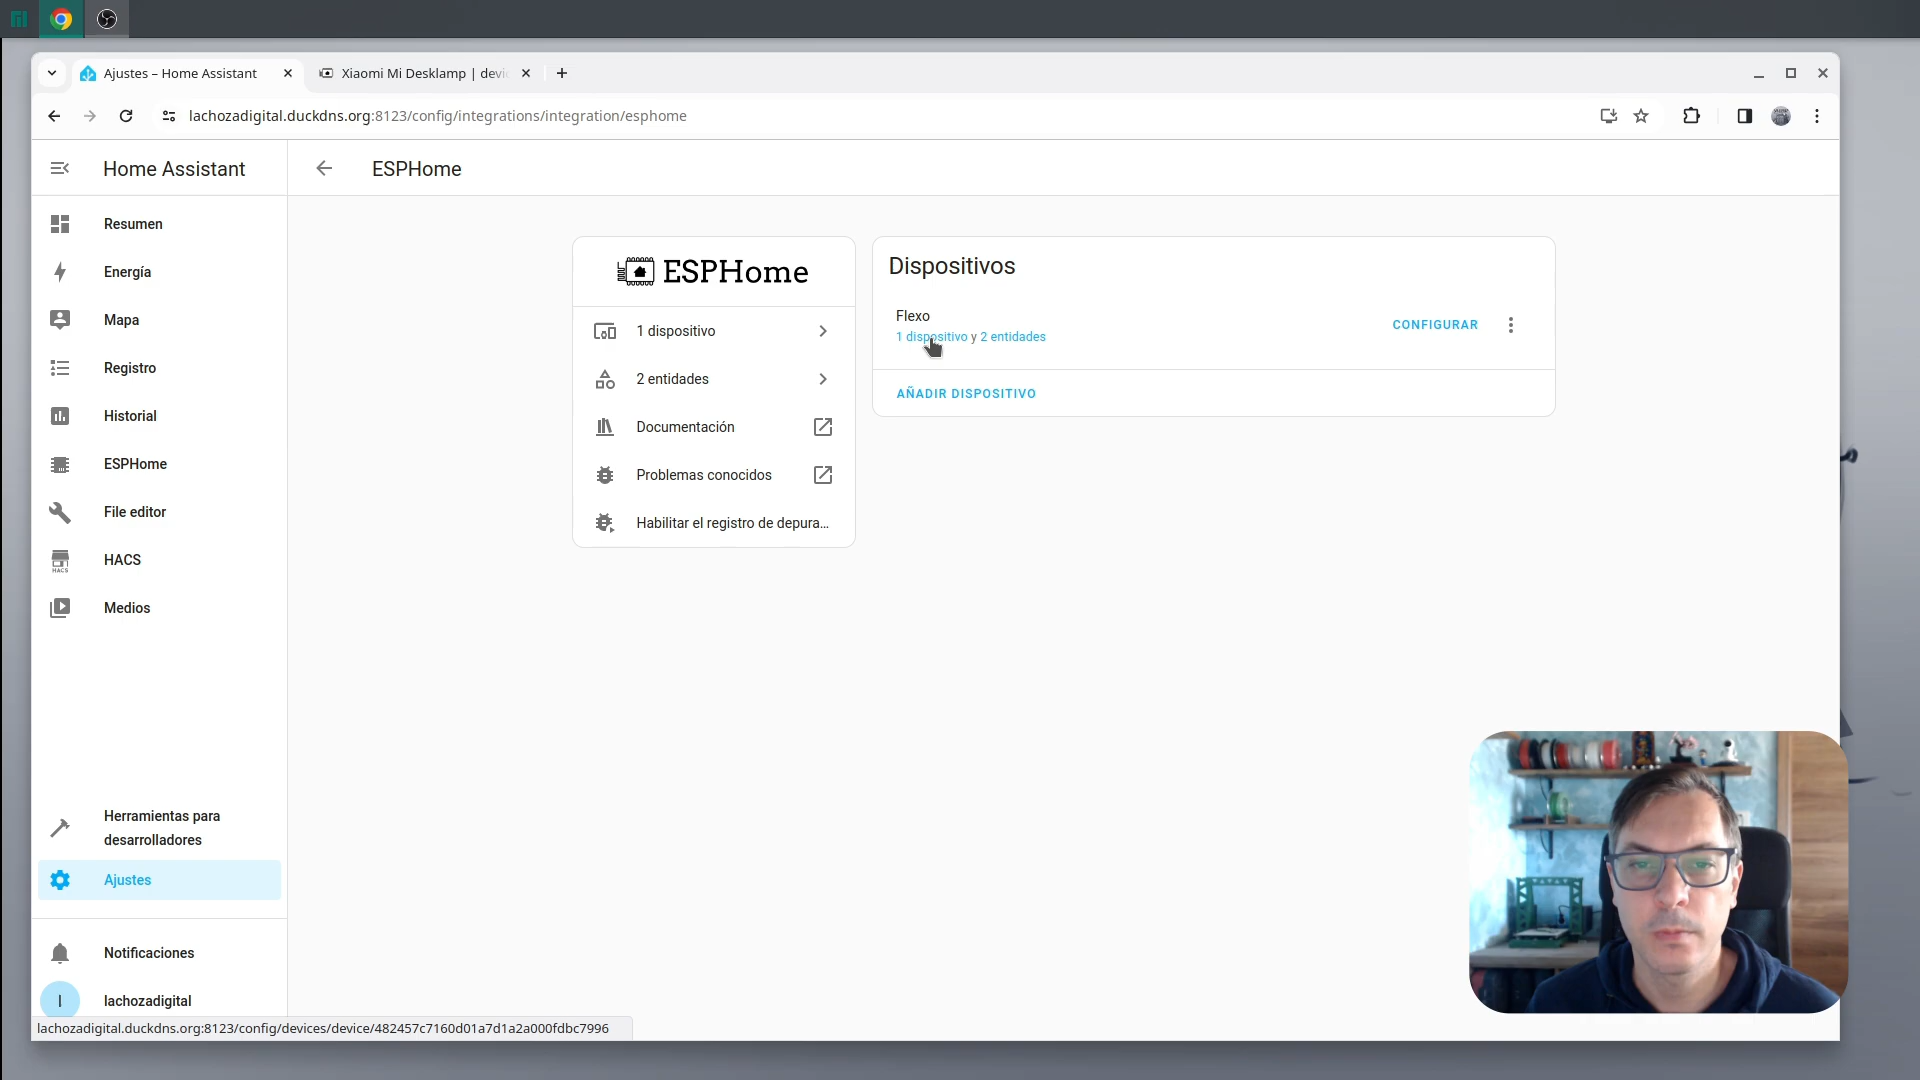 Ajustes – Home Assistant
Xiaomi Mi Desklamp | devi
lachozadigital.duckdns.org:8123/config/integrations/integration/esphome
Home Assistant
ESPHome
Resumen
Energía
Mapa
Registro
Historial
ESPHome
File editor
HACS
HACS
Medios
Herramientas para
desarrolladores
Ajustes
Notificaciones
l
lachozadigital
ESPHome
1 dispositivo
2 entidades
Documentación
Problemas conocidos
Habilitar el registro de depura...
Dispositivos
Flexo
1 dispositivo y 2 entidades
CONFIGURAR
AÑADIR DISPOSITIVO
lachozadigital.duckdns.org:8123/config/devices/device/482457c7160d01a7d1a2a000fdbc7996